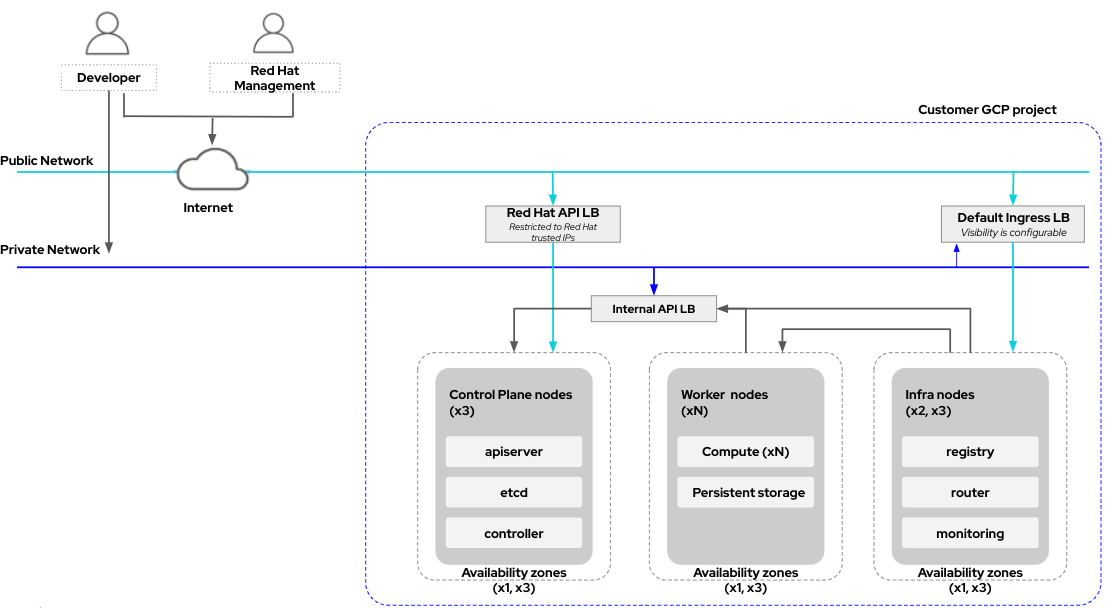 Developer
Red Hat
Management
Customer GCP project
Public Network
Internet
Red Hat API LB
Restricted to Red Hat
trusted IPs
Default Ingress LB
Visibility is configurable
Private Network
Internal API LB
Control Plane nodes
(x3)
apiserver
etcd
controller
Availability zones
(x1, x3)
Worker nodes
(xN)
Compute (xN)
Persistent storage
Availability zones
(x1, x3)
Infra nodes
(x2, x3)
registry
router
monitoring
Availability zones
(x1, x3)